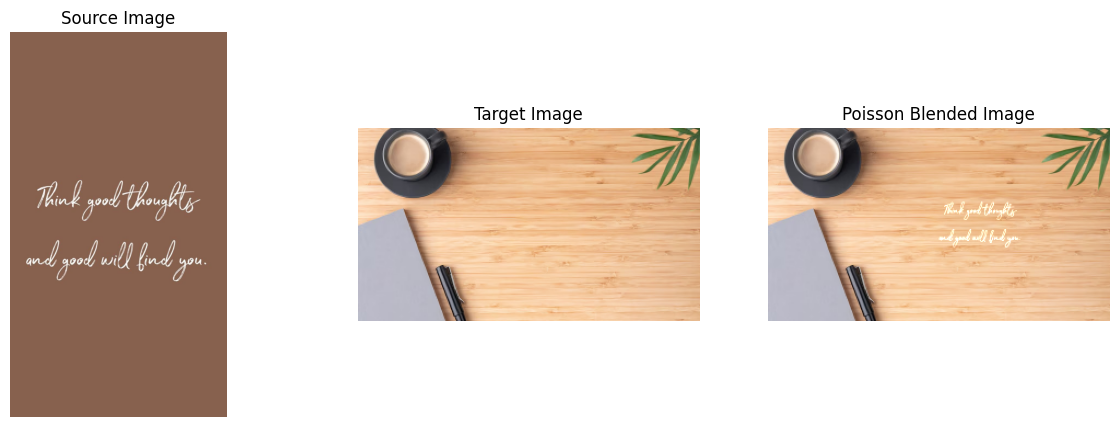 Source Image
Think good thoughts
and good will find you.
Target Image
Poisson Blended Image
Think good thoughts
and good will find you